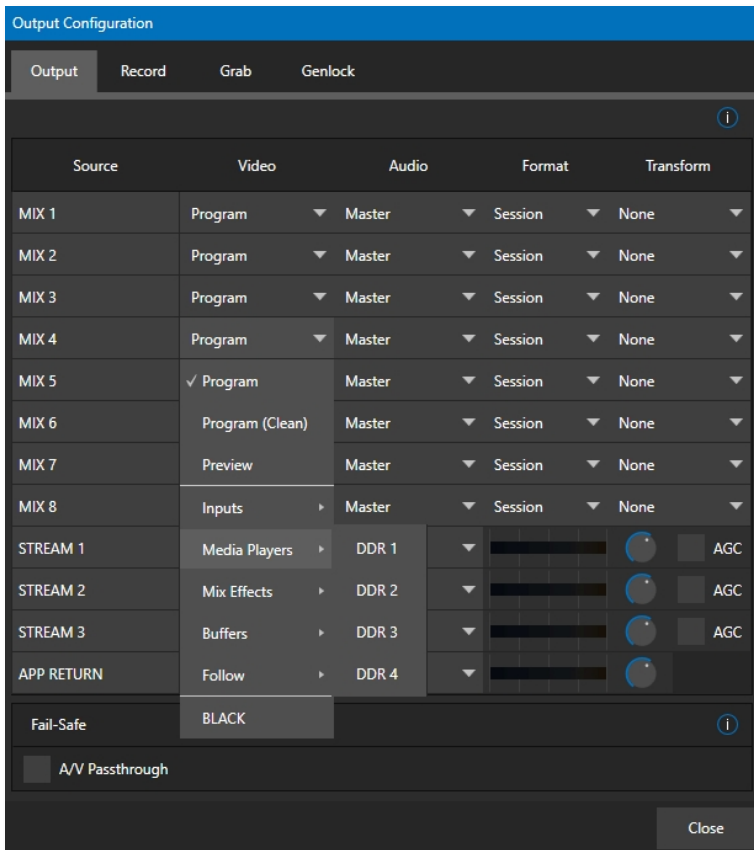 Output Configuration
Output Record Grab Genlock
Source Video Audio Format Transform
MIX 1 Program Master Session None
MIX 2 Program Master Session None
MIX 3 Program Master Session None
MIX 4 Program Master Session None
MIX 5 ✓ Program Master Session None
MIX 6 Program (Clean) Master Session None
MIX 7 Preview Master Session None
MIX 8 Inputs Master Session None
STREAM 1 Media Players DDR 1 AGC
STREAM 2 Mix Effects DDR 2 AGC
STREAM 3 Buffers DDR 3 AGC
APP RETURN Follow DDR 4
Fail-Safe BLACK
A/V Passthrough
Close